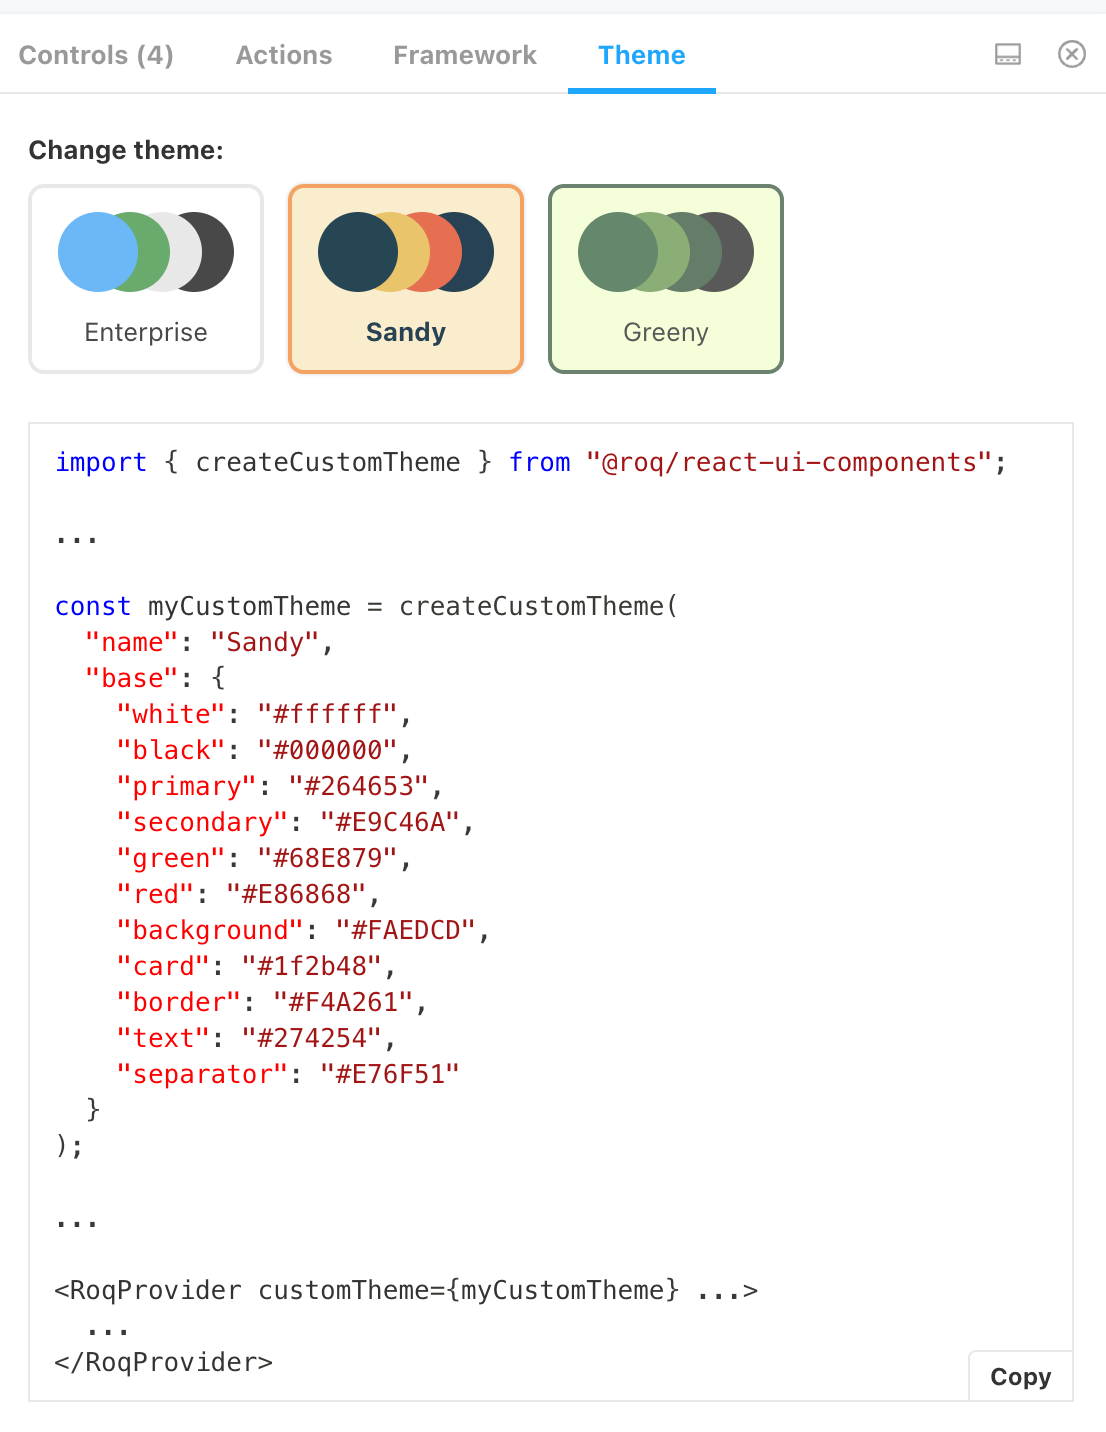 Controls (4) Actions Framework Theme
Change theme:
Enterprise Sandy Greeny
import { createCustomTheme } from "@roq/react-ui-components";
...
const myCustomTheme = createCustomTheme(
  "name": "Sandy",
  "base": {
    "white": "#ffffff",
    "black": "#000000",
    "primary": "#264653",
    "secondary": "#E9C46A",
    "green": "#68E879",
    "red": "#E86868",
    "background": "#FAEDCD",
    "card": "#1f2b48",
    "border": "#F4A261",
    "text": "#274254",
    "separator": "#E76F51"
  }
);
...
<RoqProvider customTheme={myCustomTheme} ...>
  ...
</RoqProvider>
Copy